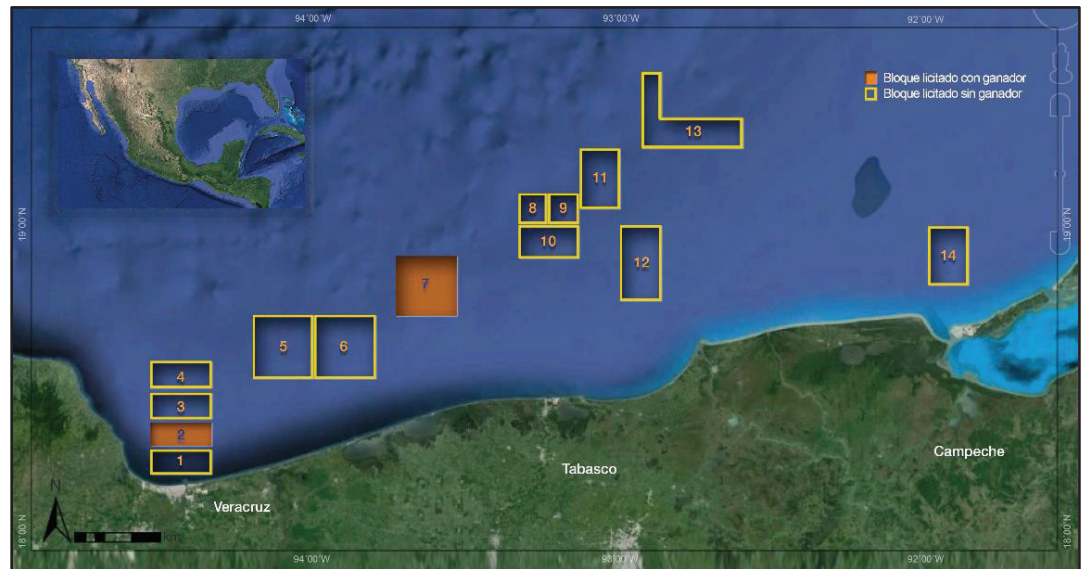 94°00'W 93°00'W 92°00'W
Bloque licitado con ganador
Bloque licitado sin ganador
13
11
8 9
19°00'N 19°00'N
10
12
14
7
5 6
4
3
2
1
Campeche
Tabasco
N
Veracruz
18°00'N 18°00'N
km
94°00'W 93°00'W 92°00'W